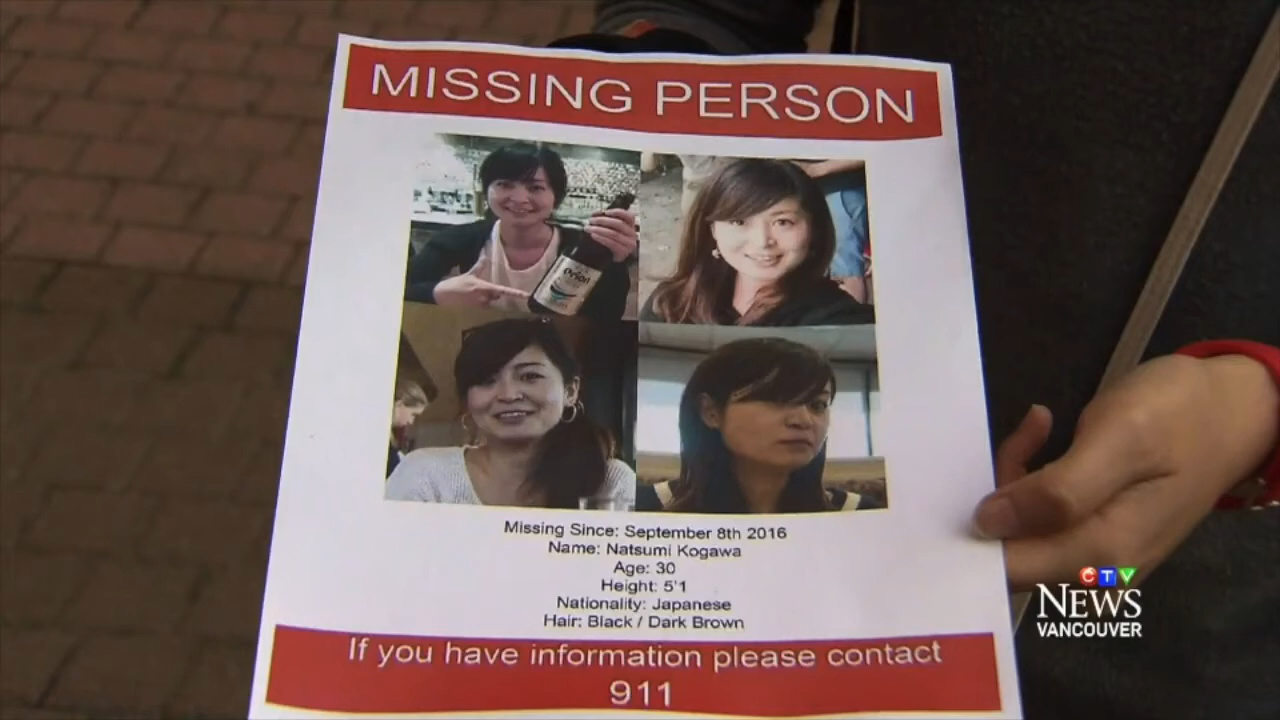 MISSING PERSON
Orion
Missing Since: September 8th 2016
Name: Natsumi Kogawa
Age: 30
Height: 5'1
Nationality: Japanese
Hair: Black / Dark Brown
If you have information please contact
911
CTV
NEWS
VANCOUVER